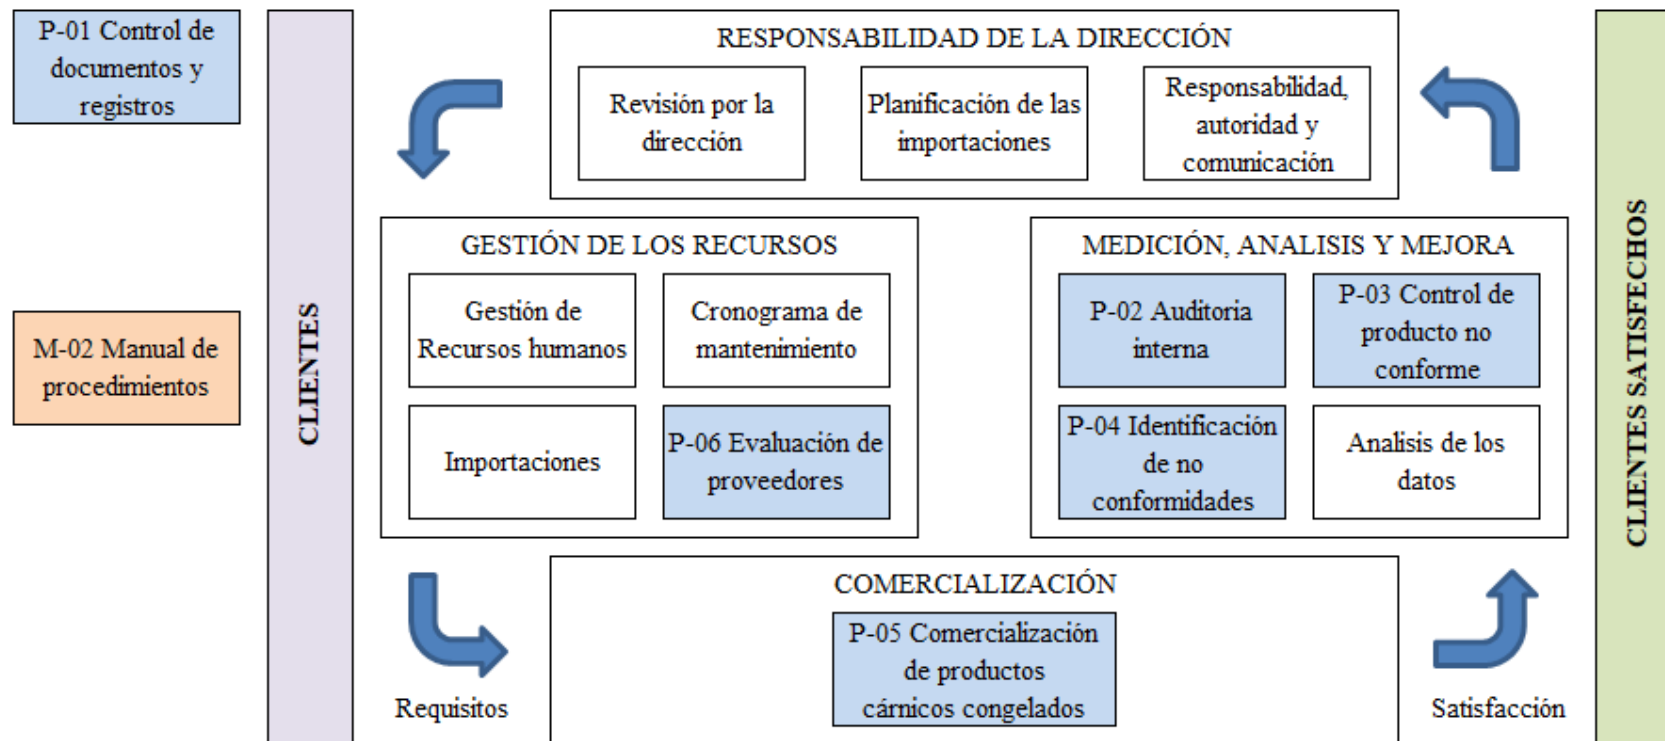 P-01 Control de
documentos y
registros
M-02 Manual de
procedimientos
CLIENTES
RESPONSABILIDAD DE LA DIRECCIÓN
Revisión por la
dirección
Planificación de las
importaciones
Responsabilidad,
autoridad y
comunicación
GESTIÓN DE LOS RECURSOS
Gestión de
Recursos humanos
Cronograma de
mantenimiento
Importaciones
P-06 Evaluación de
proveedores
MEDICIÓN, ANALISIS Y MEJORA
P-02 Auditoria
interna
P-03 Control de
producto no
conforme
P-04 Identificación
de no
conformidades
Analisis de los
datos
COMERCIALIZACIÓN
P-05 Comercialización
de productos
cárnicos congelados
Requisitos
Satisfacción
CLIENTES SATISFECHOS